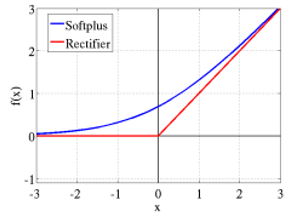 3
Softplus
Rectifier
2
f(x)
1
0
-1
-3 -2 -1 0 1 2 3
x